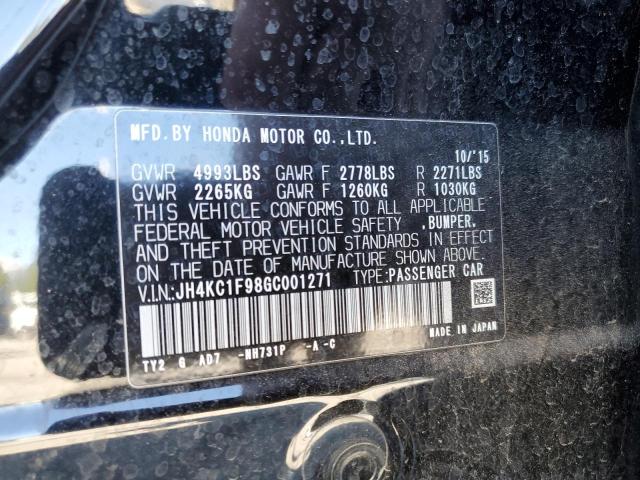 MFD.BY HONDA MOTOR CO.,LTD.
10/'15
GVWR 4993LBS GAWR F 2778LBS R 2271LBS
GVWR 2265KG GAWR F 1260KG R 1030KG
THIS VEHICLE CONFORMS TO ALL APPLICABLE
FEDERAL MOTOR VEHICLE SAFETY ,BUMPER,
AND THEFT PREVENTION STANDARDS IN EFFECT
ON THE DATE OF MANUFACTURE SHOWN ABOVE.
V.IN:JH4KC1F98GC001271 TYPE:PASSENGER CAR
TY2 G AD7 -NH731P -A -C MADE IN JAPAN